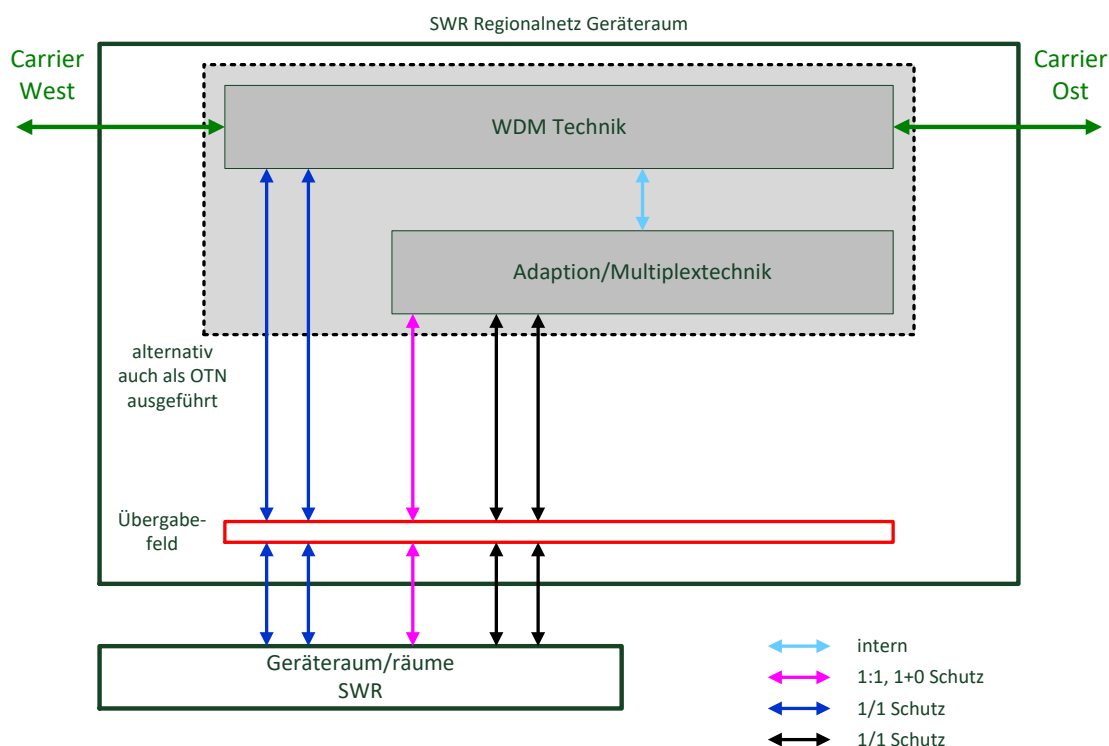 SWR Regionalnetz Geräteraum
Carrier
West
Carrier
Ost
WDM Technik
Adaption/Multiplextechnik
alternativ
auch als OTN
ausgeführt
Übergabe-
feld
Geräteraum/räume
SWR
intern
1:1, 1+0 Schutz
1/1 Schutz
1/1 Schutz